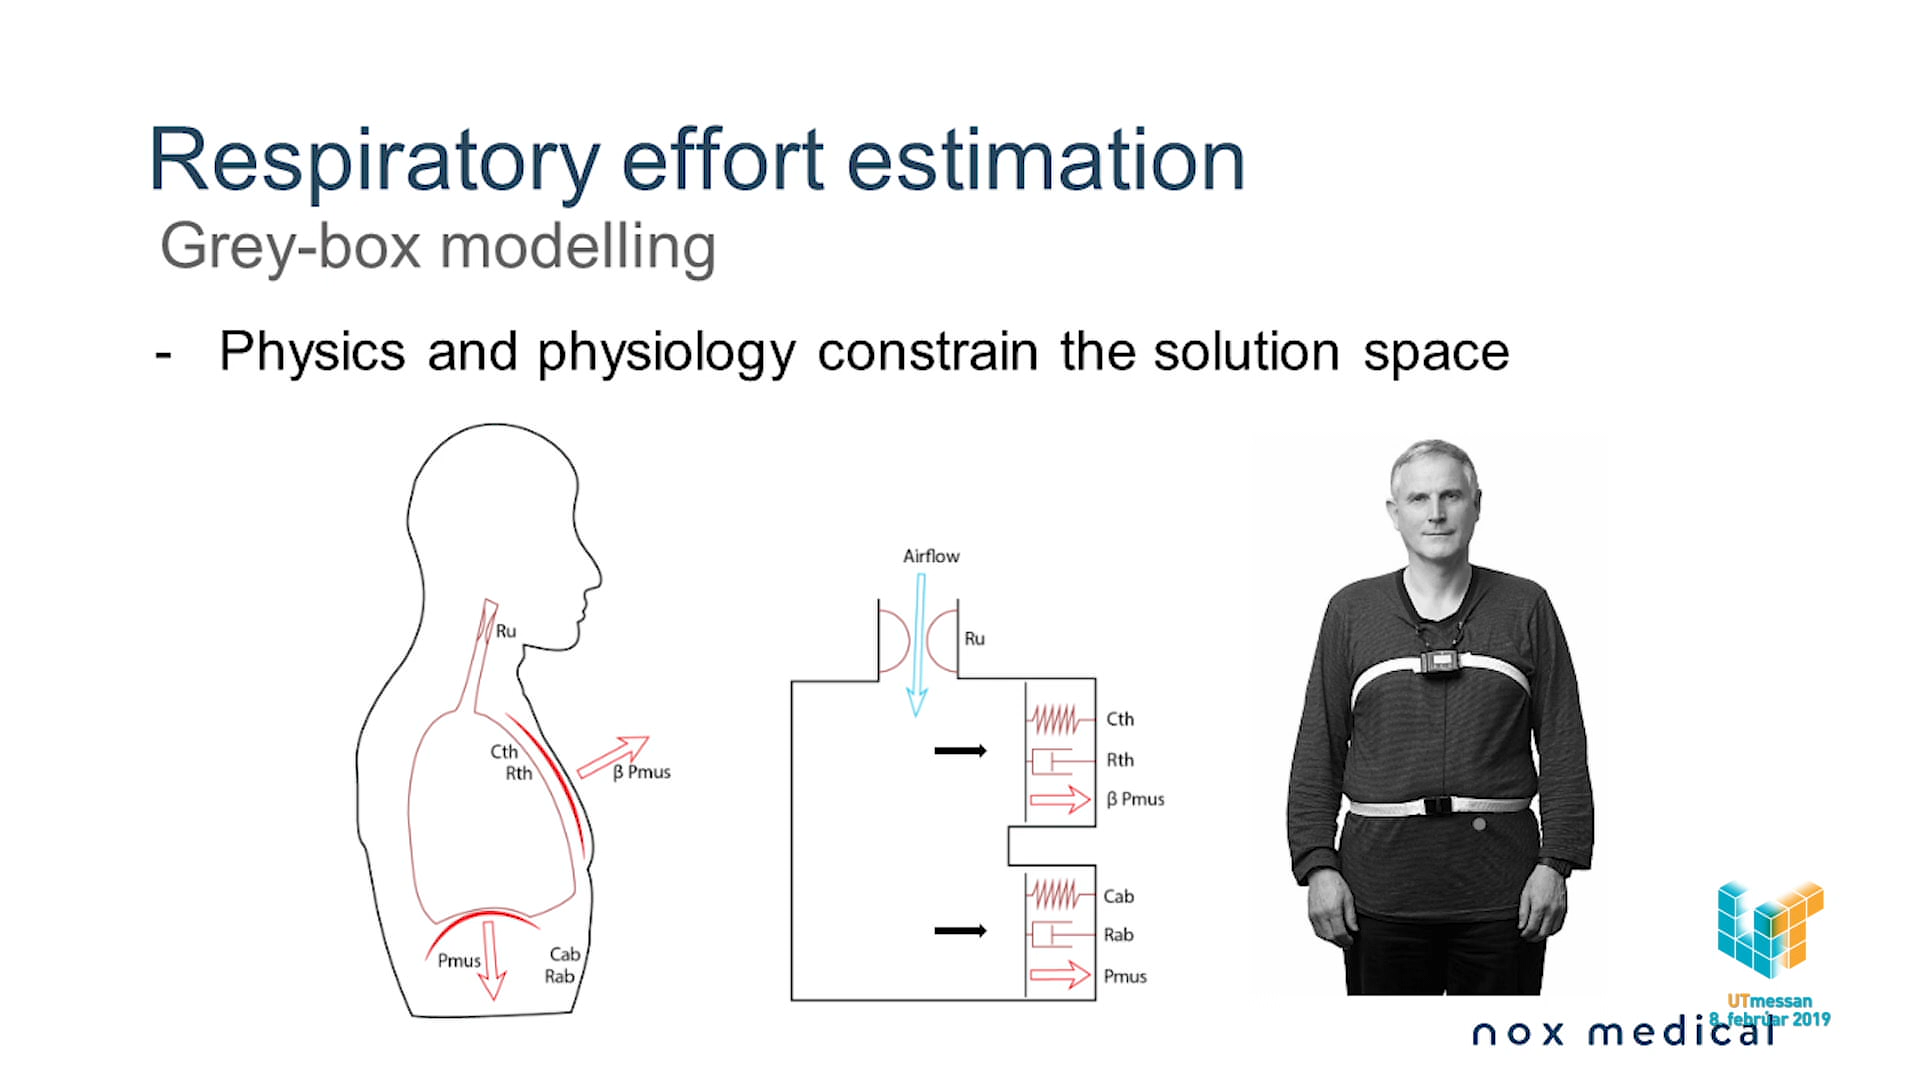 Respiratory effort estimation
Grey-box modelling
- Physics and physiology constrain the solution space
Ru
Cth
Rth
β Pmus
Pmus
Cab
Rab
Airflow
Ru
Cth
Rth
β Pmus
Cab
Rab
Pmus
UTmessan
8. febrúar 2019
nox medical